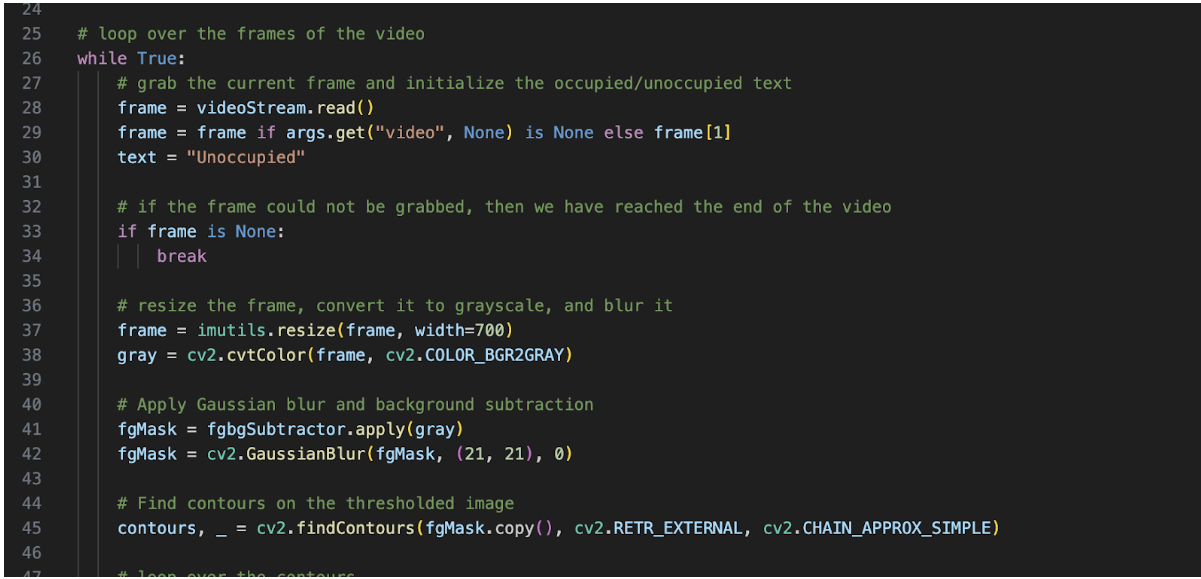 24
25 # loop over the frames of the video
26 while True:
27 # grab the current frame and initialize the occupied/unoccupied text
28 frame = videoStream.read()
29 frame = frame if args.get("video", None) is None else frame[1]
30 text = "Unoccupied"
31
32 # if the frame could not be grabbed, then we have reached the end of the video
33 if frame is None:
34 break
35
36 # resize the frame, convert it to grayscale, and blur it
37 frame = imutils.resize(frame, width=700)
38 gray = cv2.cvtColor(frame, cv2.COLOR_BGR2GRAY)
39
40 # Apply Gaussian blur and background subtraction
41 fgMask = fgbgSubtractor.apply(gray)
42 fgMask = cv2.GaussianBlur(fgMask, (21, 21), 0)
43
44 # Find contours on the thresholded image
45 contours, _ = cv2.findContours(fgMask.copy(), cv2.RETR_EXTERNAL, cv2.CHAIN_APPROX_SIMPLE)
46
47 # loop over the contours